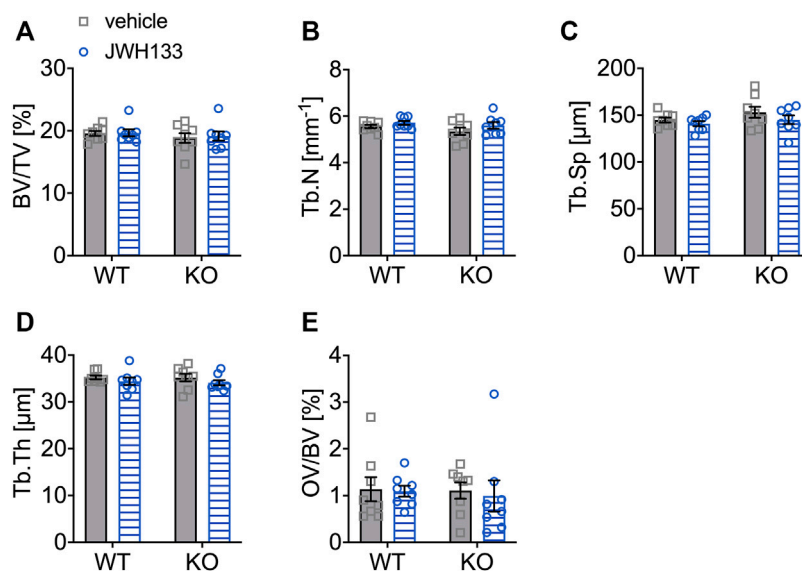 vehicle
JWH133
A
BV/TV [%]
30
20
10
0
WT
KO
B
Tb.N [mm⁻¹]
8
6
4
2
0
WT
KO
C
Tb.Sp [µm]
200
150
100
50
0
WT
KO
D
Tb.Th [µm]
40
30
20
10
0
WT
KO
E
OV/BV [%]
4
3
2
1
0
WT
KO